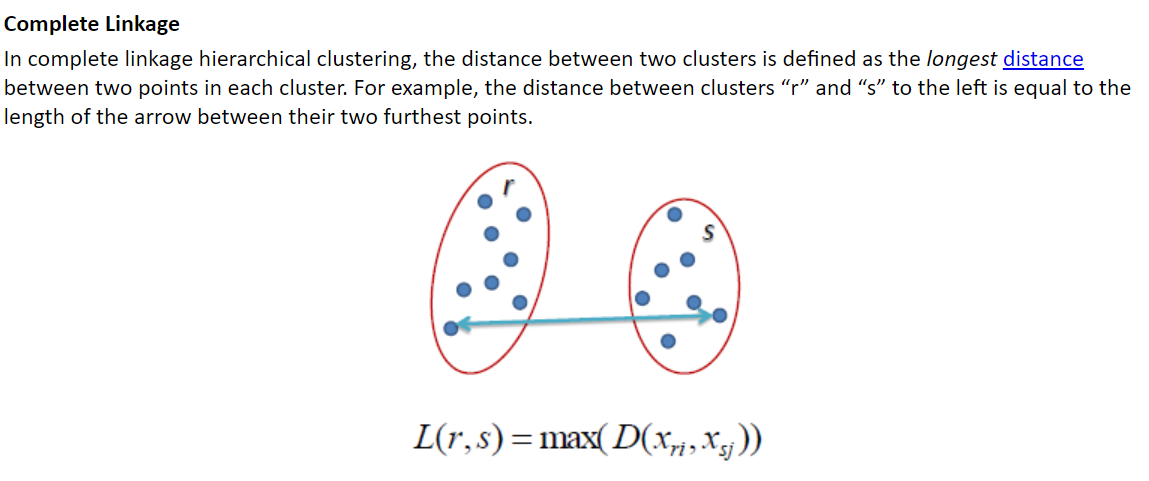 Complete Linkage
In complete linkage hierarchical clustering, the distance between two clusters is defined as the longest distance
between two points in each cluster. For example, the distance between clusters “r” and “s” to the left is equal to the
length of the arrow between their two furthest points.
r
s
L(r,s) = max( D(x_ri, x_sj))